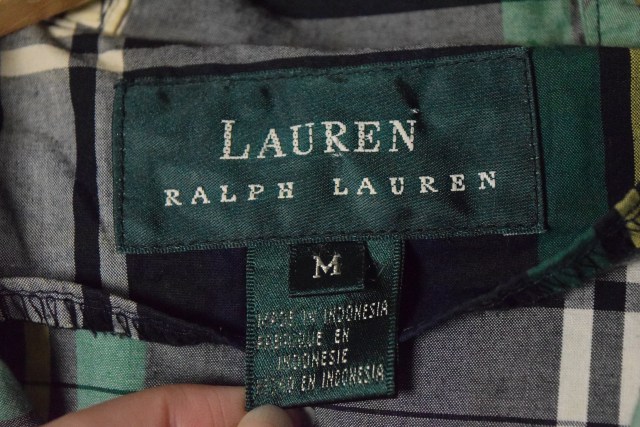 LAUREN
RALPH LAUREN
M
MADE IN INDONESIA
FABRIQUE EN
INDONESIE
HECHO EN INDONESIA